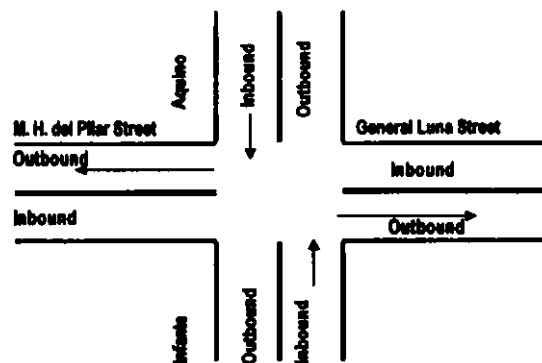 Aquino
Inbound
Outbound
M. H. del Pilar Street
General Luna Street
Outbound
Inbound
Inbound
Outbound
Infante
Outbound
Inbound